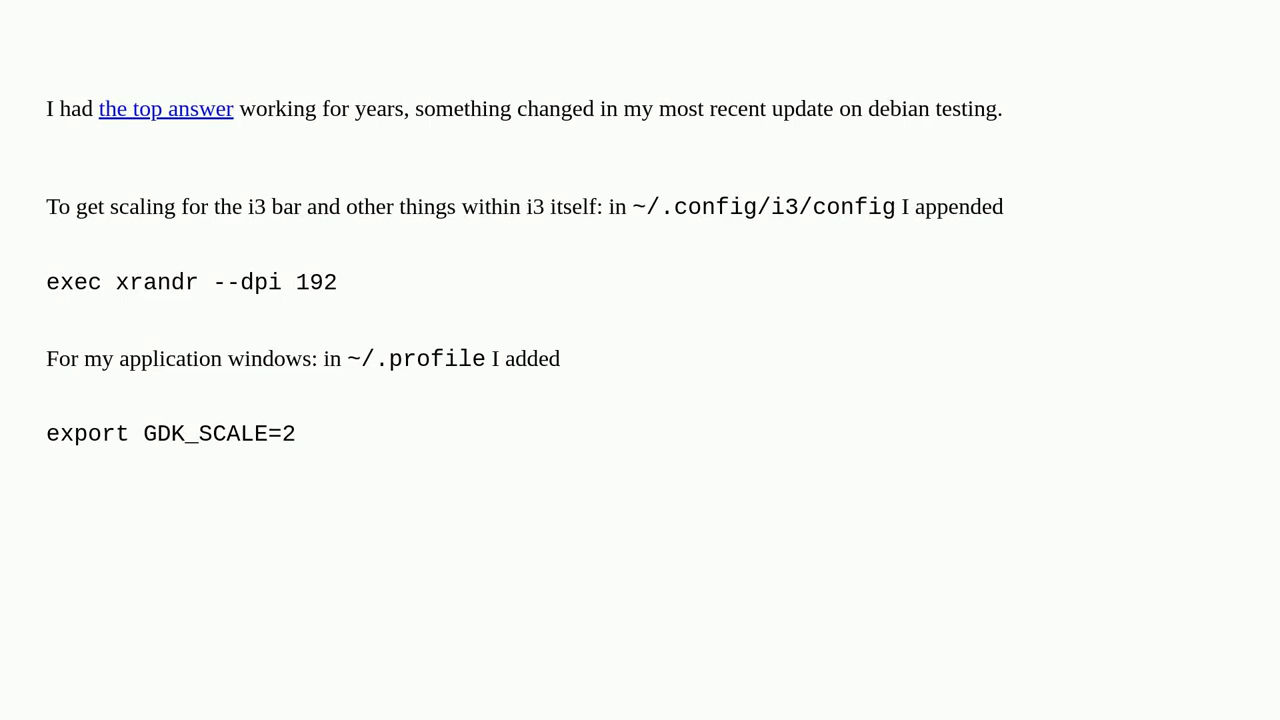 I had the top answer working for years, something changed in my most recent update on debian testing.
To get scaling for the i3 bar and other things within i3 itself: in ~/.config/i3/config I appended
exec xrandr --dpi 192
For my application windows: in ~/.profile I added
export GDK_SCALE=2